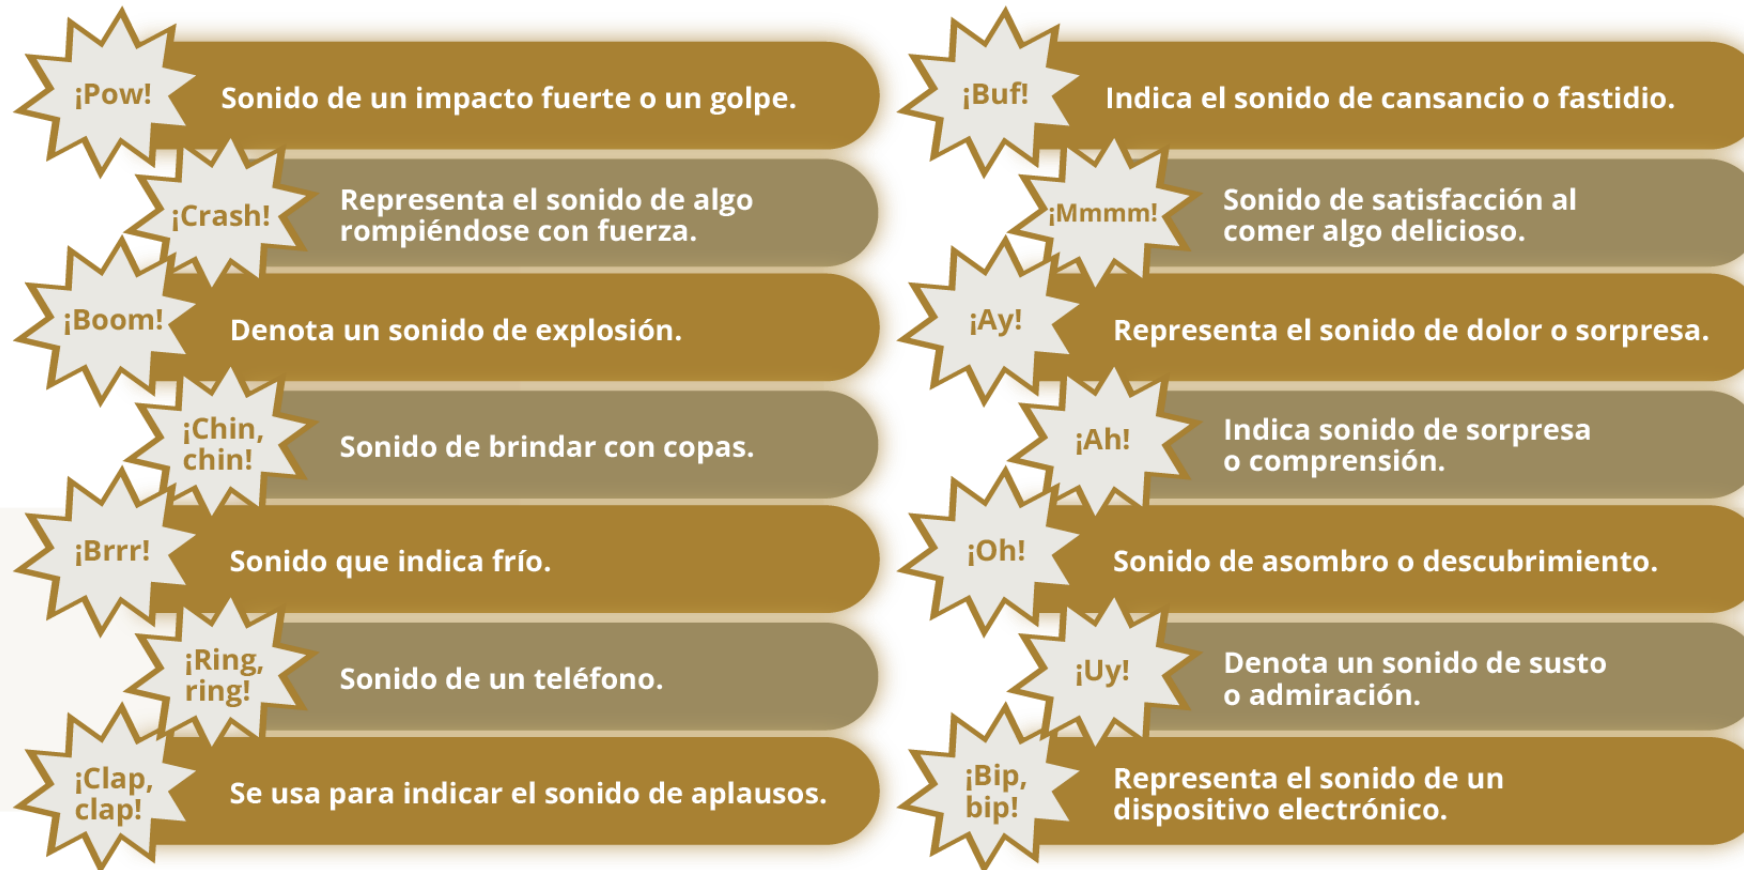 ¡Pow!
Sonido de un impacto fuerte o un golpe.
¡Crash!
Representa el sonido de algo
rompiéndose con fuerza.
¡Boom!
Denota un sonido de explosión.
¡Chin,
chin!
Sonido de brindar con copas.
¡Brrr!
Sonido que indica frío.
¡Ring,
ring!
Sonido de un teléfono.
¡Clap,
clap!
Se usa para indicar el sonido de aplausos.
¡Buf!
Indica el sonido de cansancio o fastidio.
¡Mmmm!
Sonido de satisfacción al
comer algo delicioso.
¡Ay!
Representa el sonido de dolor o sorpresa.
¡Ah!
Indica sonido de sorpresa
o comprensión.
¡Oh!
Sonido de asombro o descubrimiento.
¡Uy!
Denota un sonido de susto
o admiración.
¡Bip,
bip!
Representa el sonido de un
dispositivo electrónico.